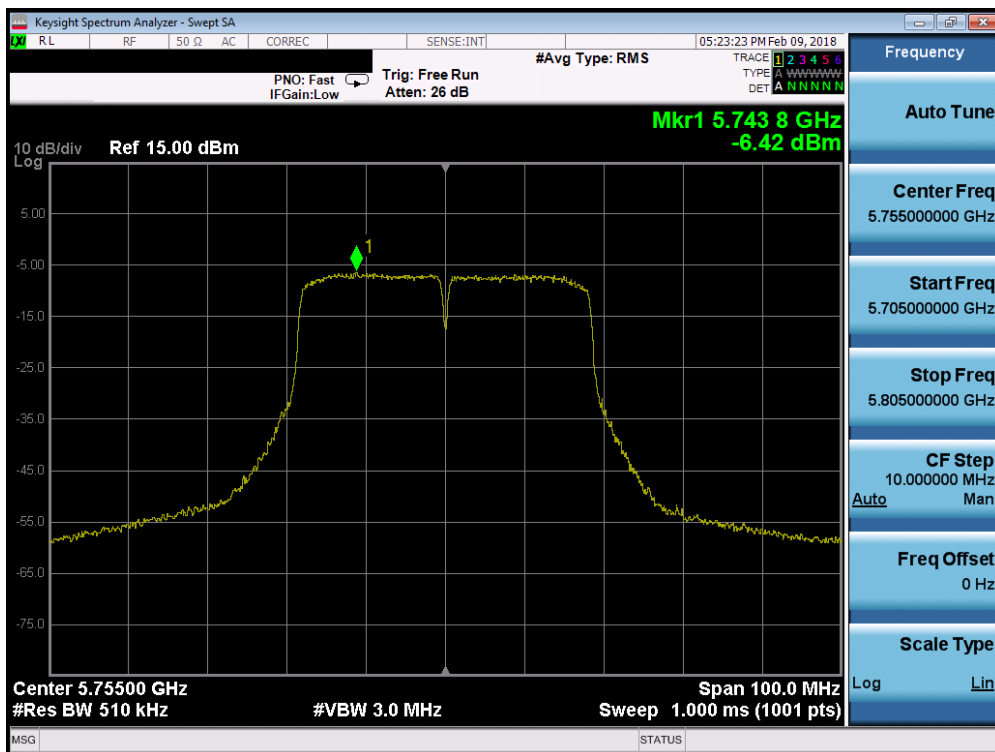 Keysight Spectrum Analyzer - Swept SA
LXI RL RF 50 Ω AC CORREC SENSE:INT 05:23:23 PM Feb 09, 2018
PNO: Fast
IFGain:Low
Trig: Free Run
Atten: 26 dB
#Avg Type: RMS
TRACE 1 2 3 4 5 6
TYPE A WWWWW
DET A N N N N N
Mkr1 5.743 8 GHz
-6.42 dBm
10 dB/div Ref 15.00 dBm
Log
1
5.00
-5.00
-15.0
-25.0
-35.0
-45.0
-55.0
-65.0
-75.0
Center 5.75500 GHz Span 100.0 MHz
#Res BW 510 kHz #VBW 3.0 MHz Sweep 1.000 ms (1001 pts)
MSG STATUS
Frequency
Auto Tune
Center Freq
5.755000000 GHz
Start Freq
5.705000000 GHz
Stop Freq
5.805000000 GHz
CF Step
10.000000 MHz
Auto Man
Freq Offset
0 Hz
Scale Type
Log Lin